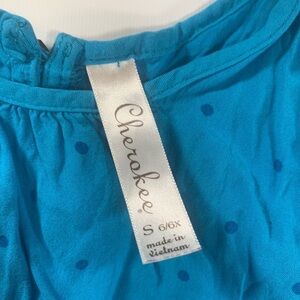 Cherokee®
S 6/6X
made in
vietnam